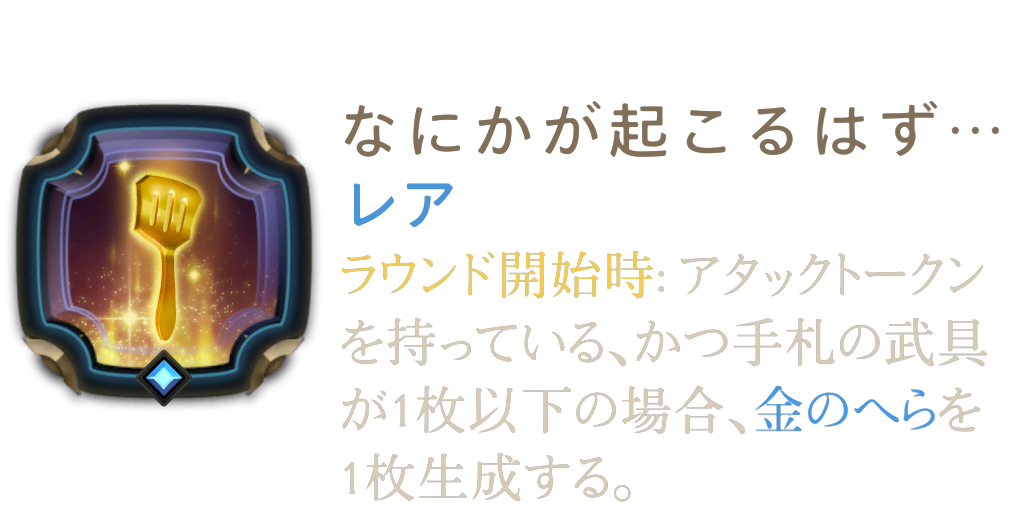 なにかが起こるはず…
レア
ラウンド開始時: アタックトークン
を持っている、かつ手札の武具
が1枚以下の場合、金のへらを
1枚生成する。